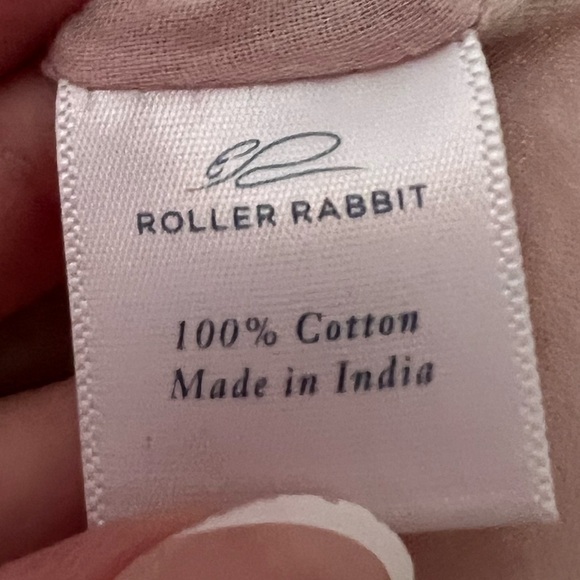 ROLLER RABBIT
100% Cotton
Made in India